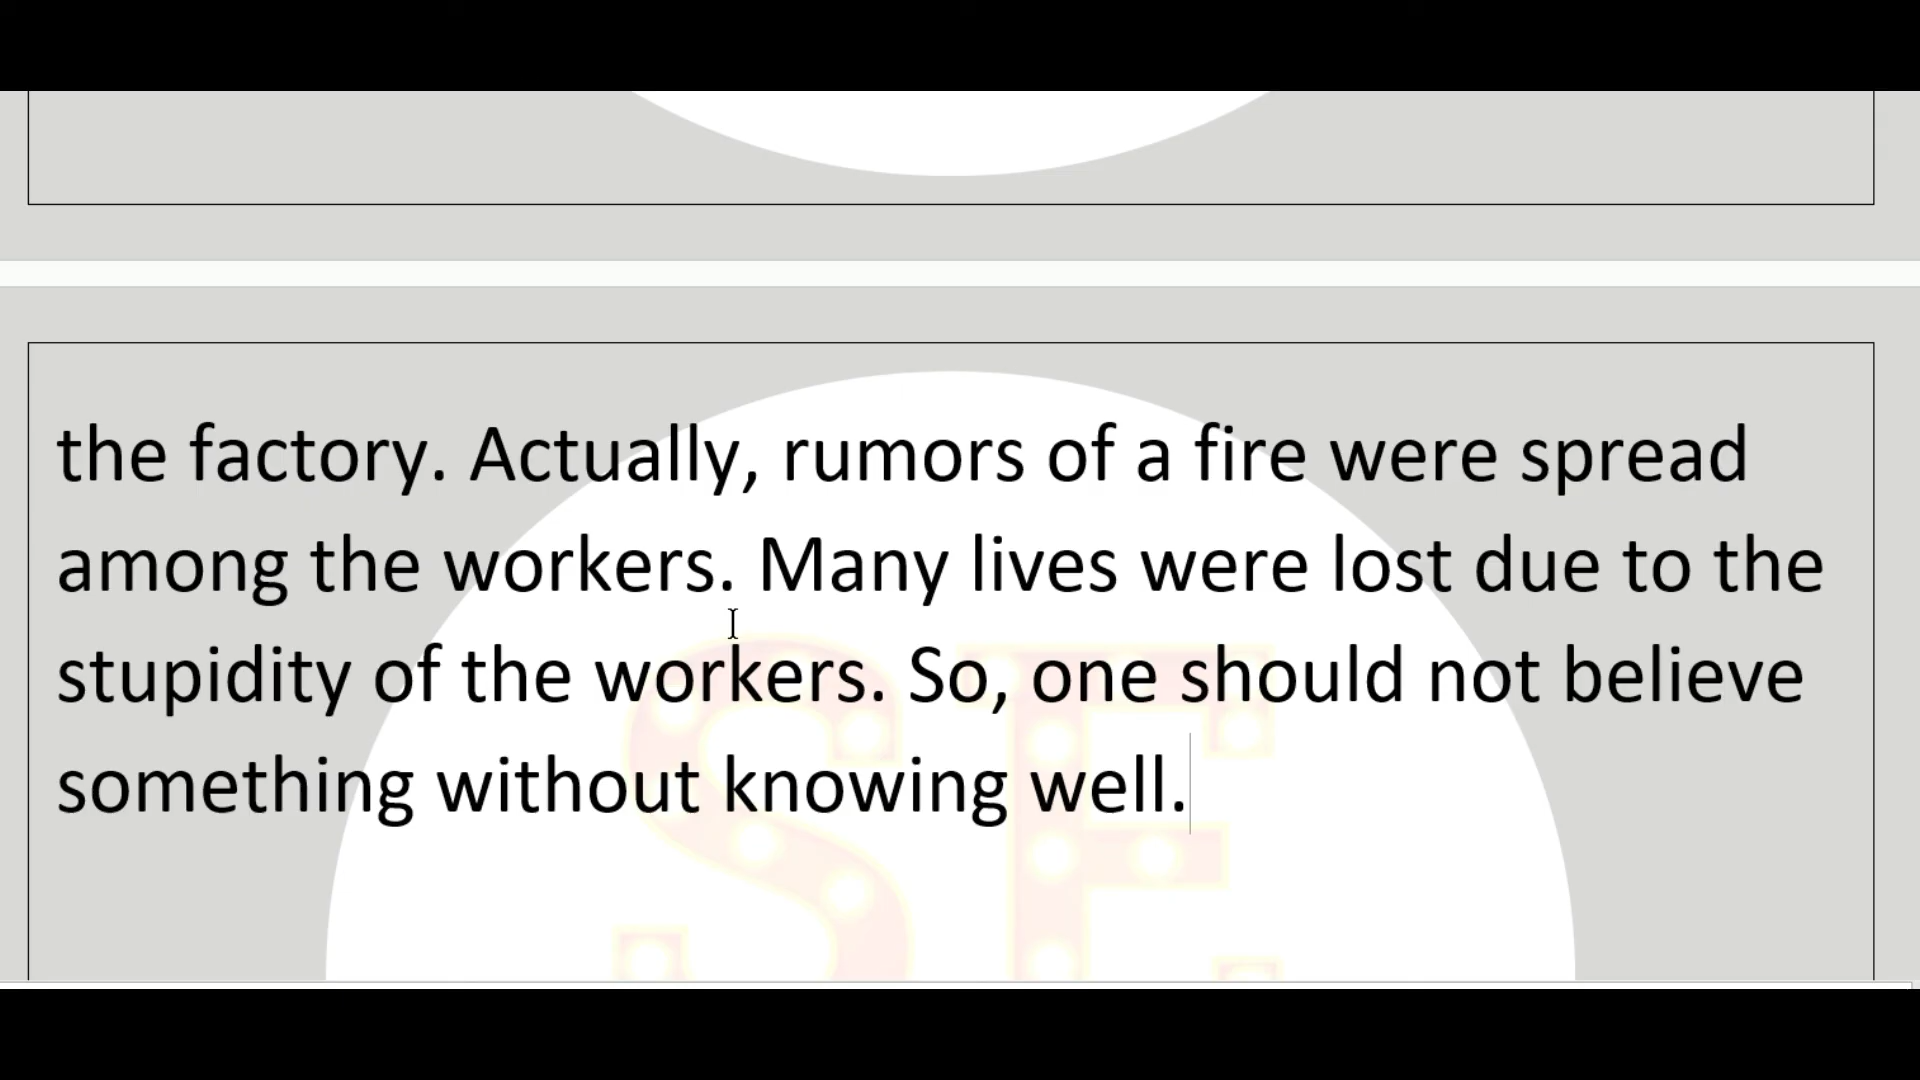 the factory. Actually, rumors of a fire were spread
among the workers. Many lives were lost due to the
stupidity of the workers. So, one should not believe
something without knowing well.
SE